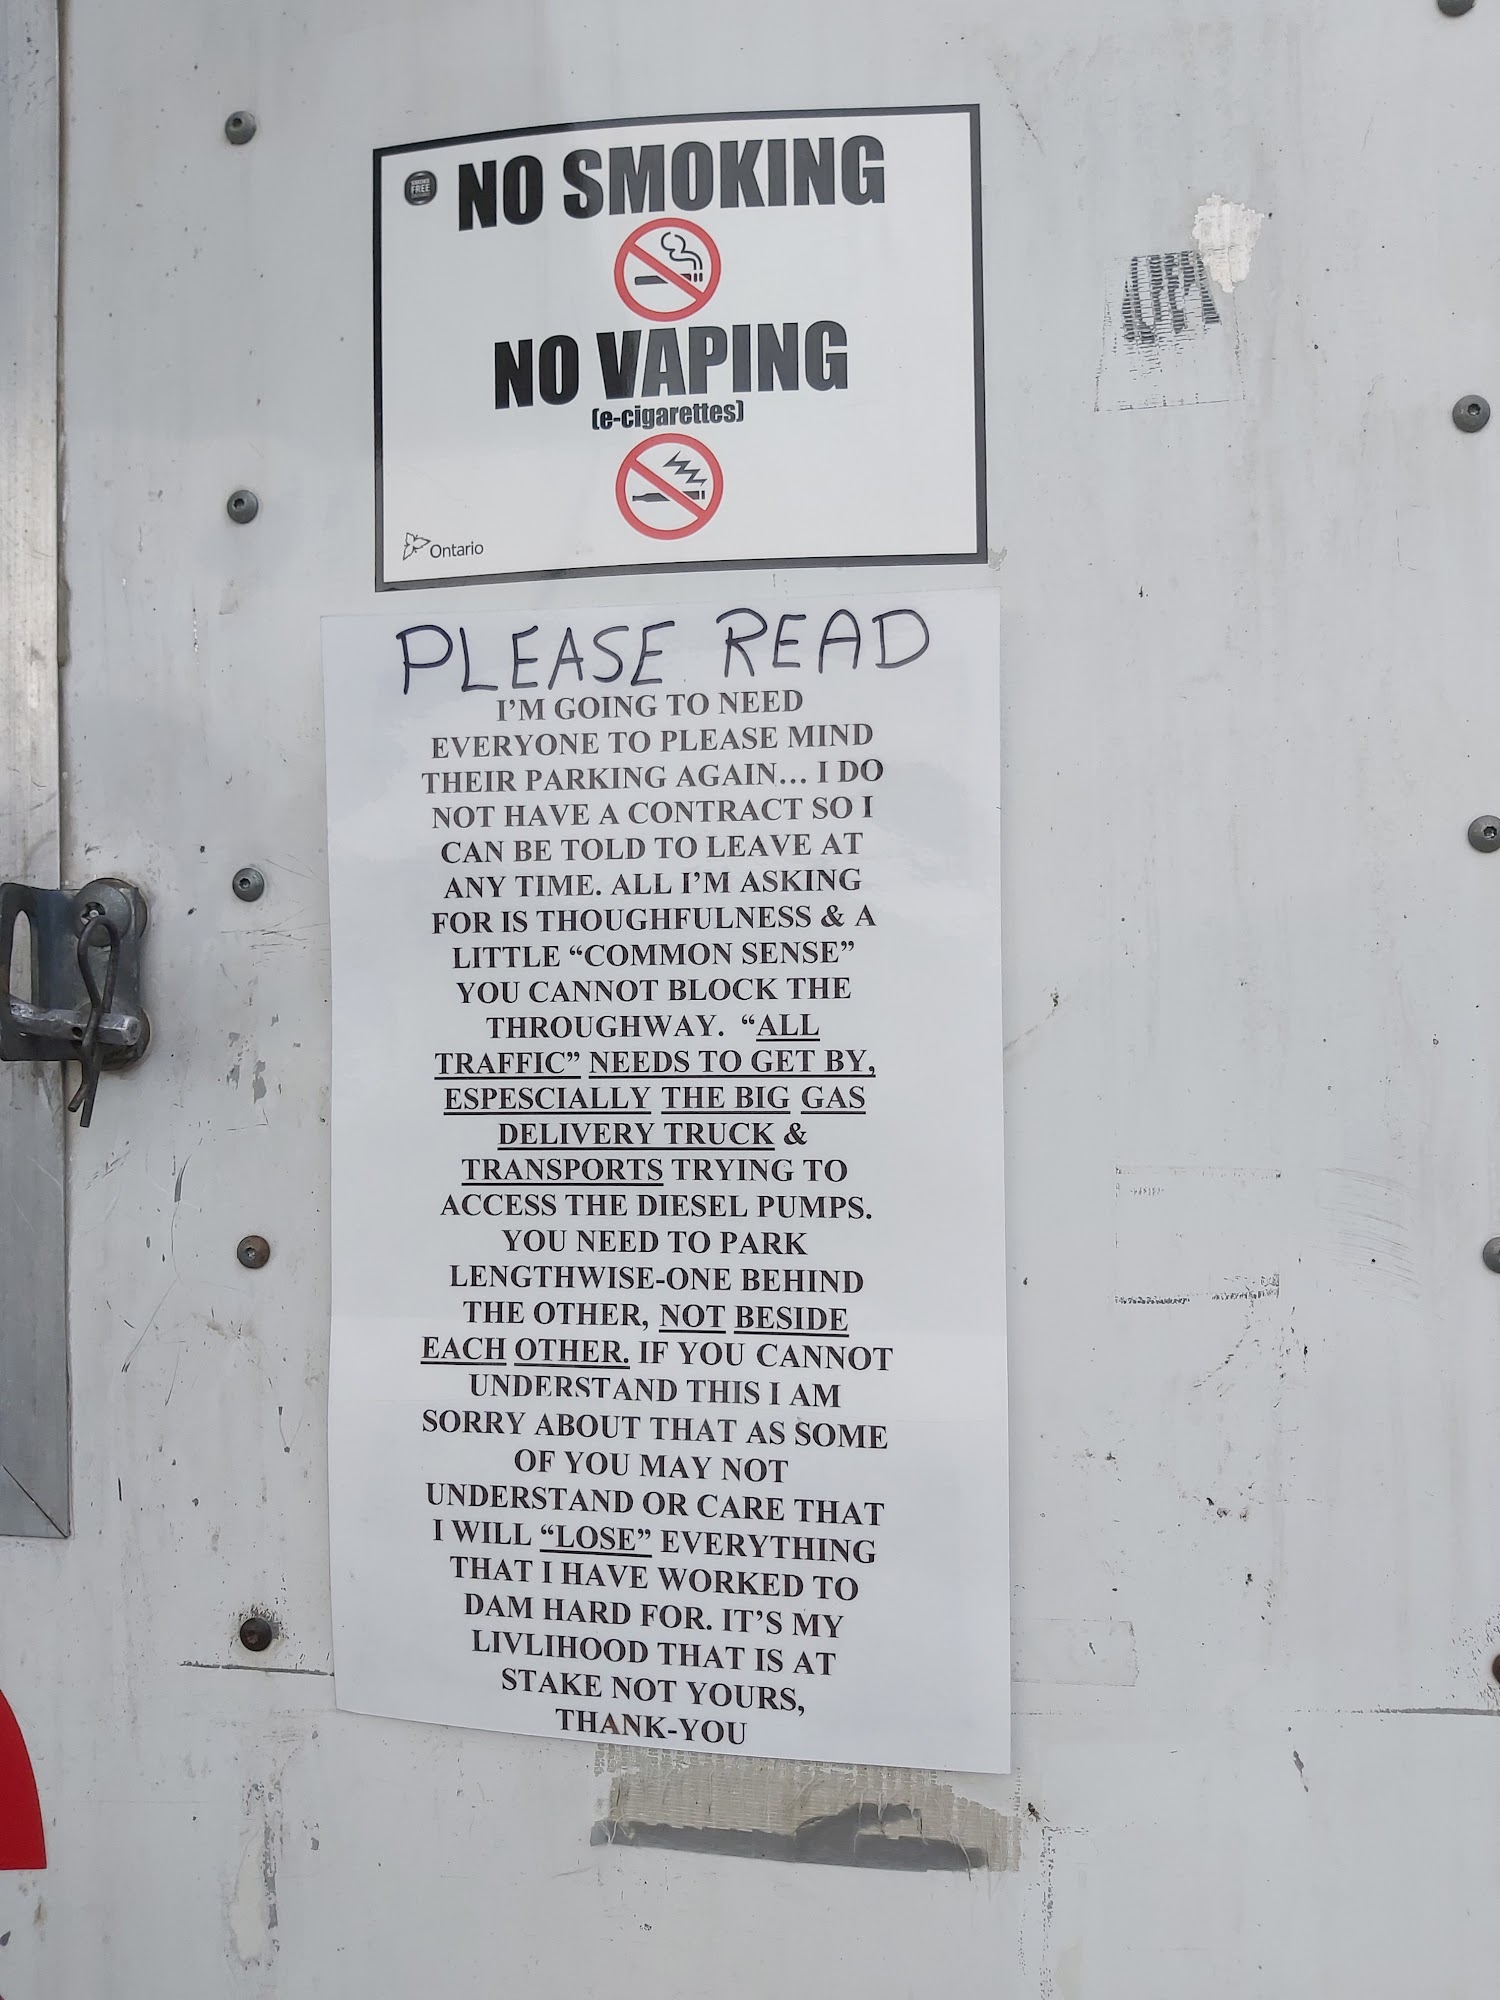 NO SMOKING
NO VAPING
(e-cigarettes)
Ontario
PLEASE READ
I'M GOING TO NEED
EVERYONE TO PLEASE MIND
THEIR PARKING AGAIN... I DO
NOT HAVE A CONTRACT SO I
CAN BE TOLD TO LEAVE AT
ANY TIME. ALL I'M ASKING
FOR IS THOUGHFULNESS & A
LITTLE “COMMON SENSE”
YOU CANNOT BLOCK THE
THROUGHWAY. “ALL
TRAFFIC” NEEDS TO GET BY,
ESPESCIALLY THE BIG GAS
DELIVERY TRUCK &
TRANSPORTS TRYING TO
ACCESS THE DIESEL PUMPS.
YOU NEED TO PARK
LENGTHWISE-ONE BEHIND
THE OTHER, NOT BESIDE
EACH OTHER. IF YOU CANNOT
UNDERSTAND THIS I AM
SORRY ABOUT THAT AS SOME
OF YOU MAY NOT
UNDERSTAND OR CARE THAT
I WILL “LOSE” EVERYTHING
THAT I HAVE WORKED TO
DAM HARD FOR. IT'S MY
LIVLIHOOD THAT IS AT
STAKE NOT YOURS,
THANK-YOU